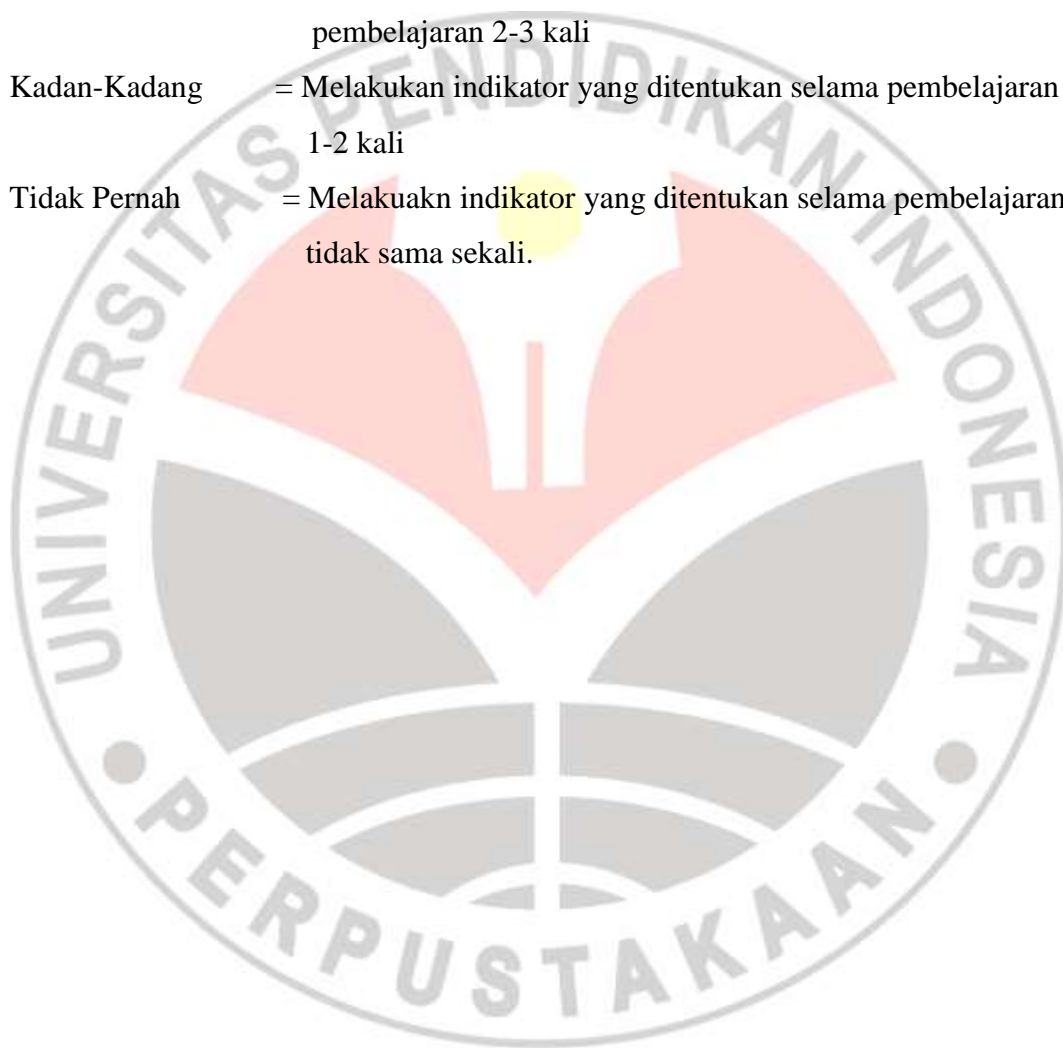 pembelajaran 2-3 kali
Kadan-Kadang = Melakukan indikator yang ditentukan selama pembelajaran
1-2 kali
Tidak Pernah = Melakuakn indikator yang ditentukan selama pembelajaran
tidak sama sekali.
UNIVERSITAS PENDIDIKAN INDONESIA
PERPUSTAKAAN